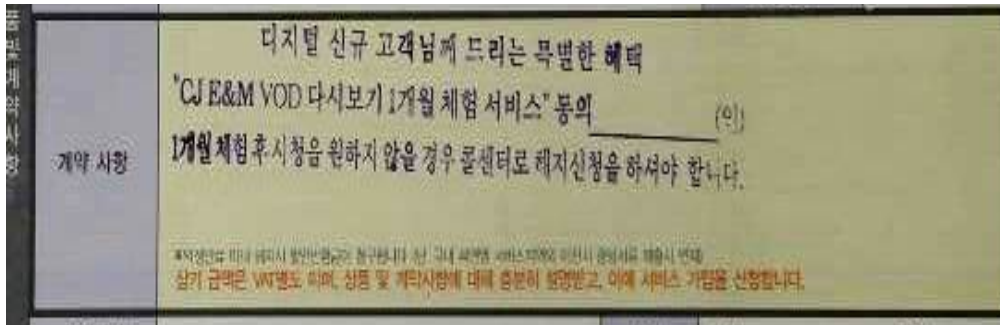 계약 사항
디지털 신규 고객님께 드리는 특별한 혜택
"CJ E&M VOD 다시보기 1개월 체험 서비스" 동의 (인)
1개월 체험 후 시청을 원하지 않을 경우 콜센터로 해지신청을 하셔야 합니다.
상기 금액은 VAT별도 이며, 상품 및 계약사항에 대해 충분히 설명받고, 이에 서비스 가입을 신청합니다.